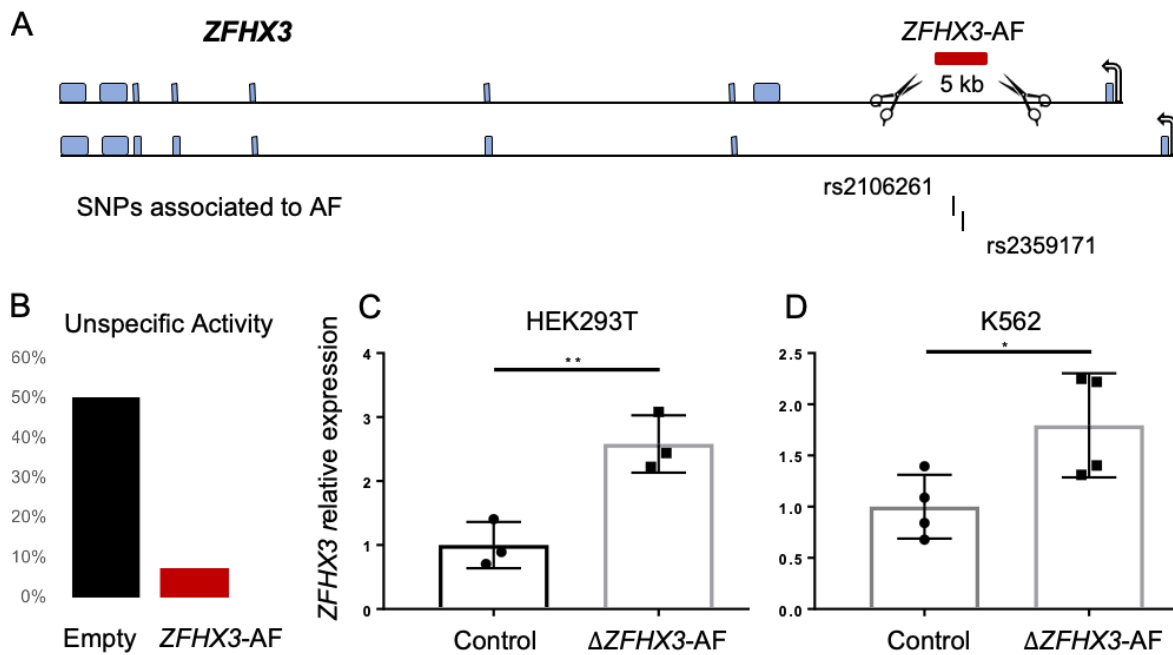 A
ZFHX3
ZFHX3-AF
5 kb
rs2106261
SNPs associated to AF
rs2359171
B
Unspecific Activity
60%
50%
40%
30%
20%
10%
0%
Empty
ZFHX3-AF
C
HEK293T
ZFHX3 relative expression
**
4
3
2
1
0
Control
ΔZFHX3-AF
D
K562
*
2.5
2.0
1.5
1.0
0.5
0.0
Control
ΔZFHX3-AF